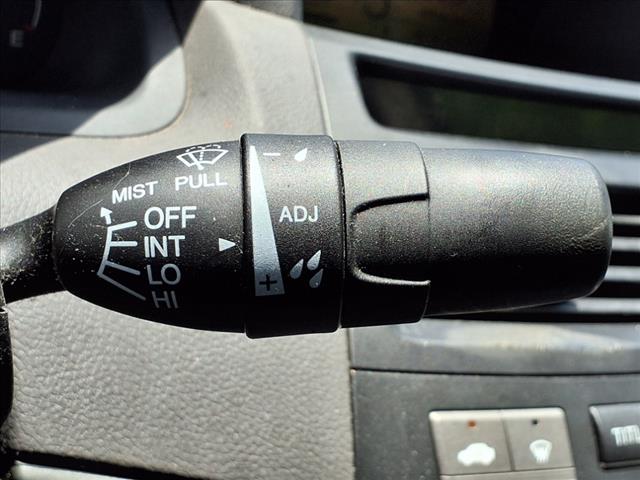 MIST PULL
OFF
INT
LO
HI
− 
ADJ
+
E